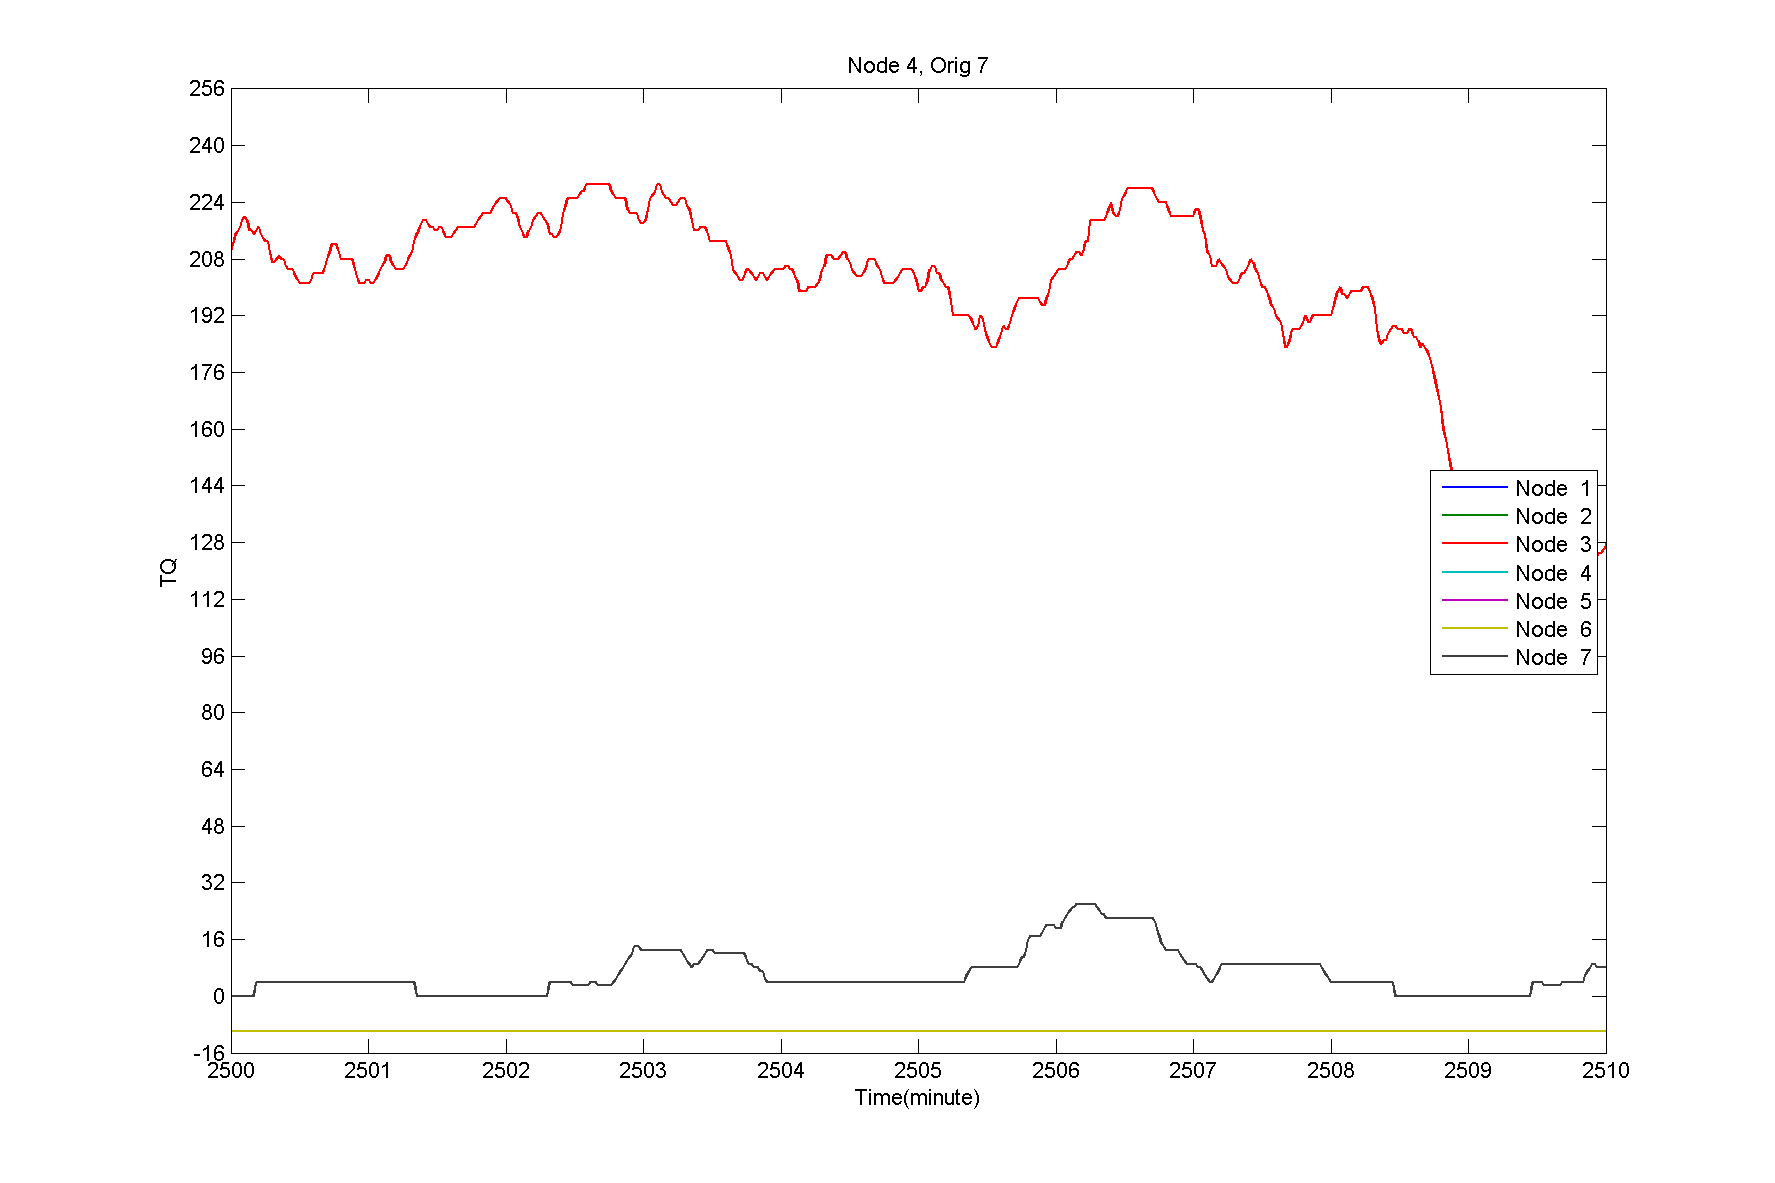 Node 4, Orig 7
256
240
224
208
192
176
160
144
128
112
96
80
64
48
32
16
0
-16
TQ
Node 1
Node 2
Node 3
Node 4
Node 5
Node 6
Node 7
2500 2501 2502 2503 2504 2505 2506 2507 2508 2509 2510
Time(minute)